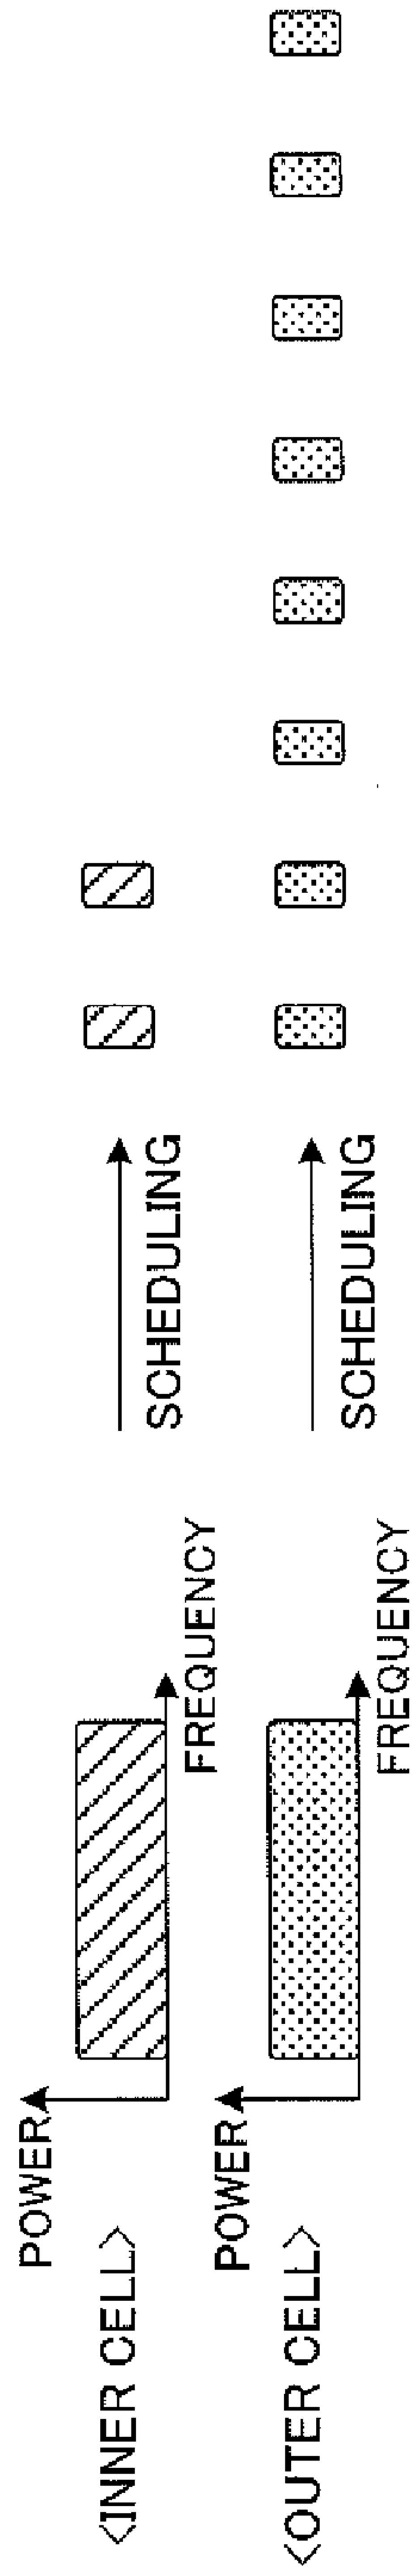 <INNER CELL>
POWER
FREQUENCY
SCHEDULING
<OUTER CELL>
POWER
FREQUENCY
SCHEDULING